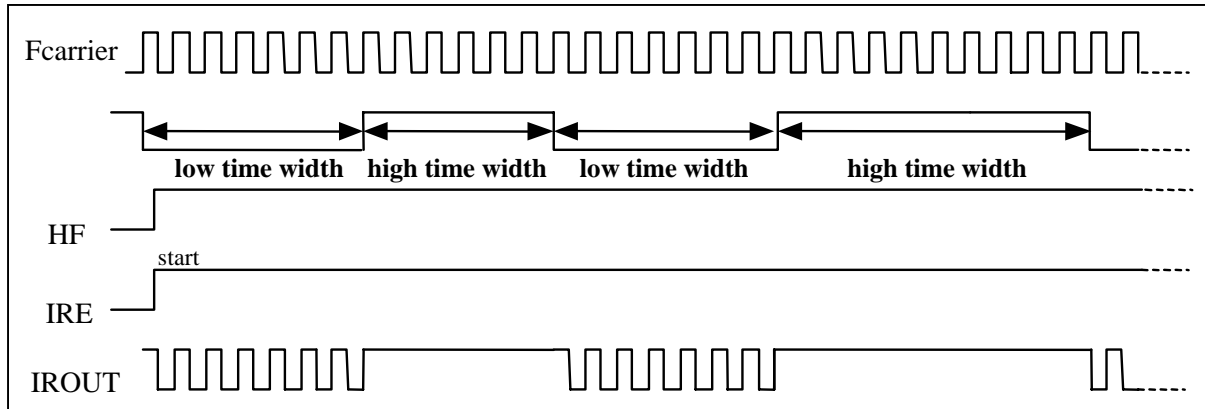 Fcarrier
low time width high time width low time width high time width
HF
start
IRE
IROUT